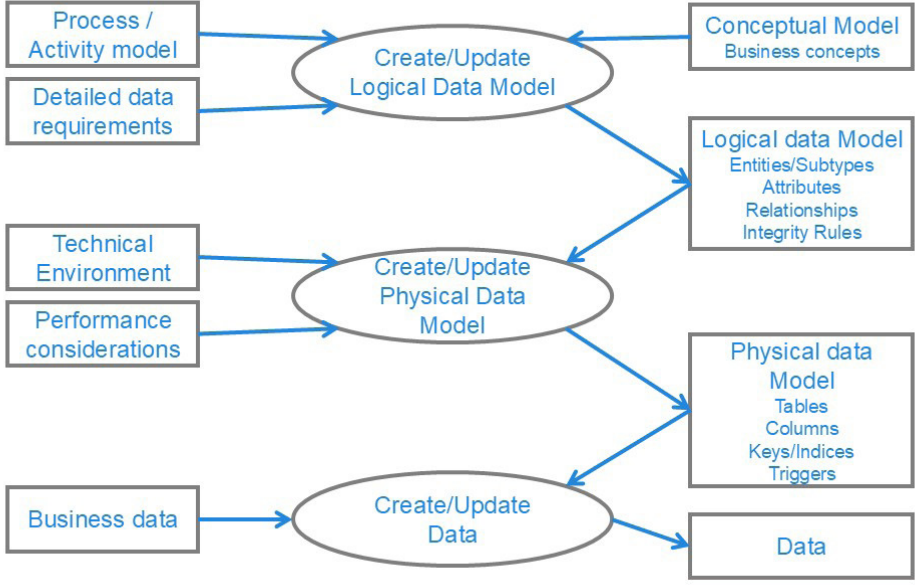 Process /
Activity model
Create/Update
Logical Data Model
Conceptual Model
Business concepts
Detailed data
requirements
Logical data Model
Entities/Subtypes
Attributes
Relationships
Integrity Rules
Technical
Environment
Create/Update
Physical Data
Model
Performance
considerations
Physical data
Model
Tables
Columns
Keys/Indices
Triggers
Business data
Create/Update
Data
Data